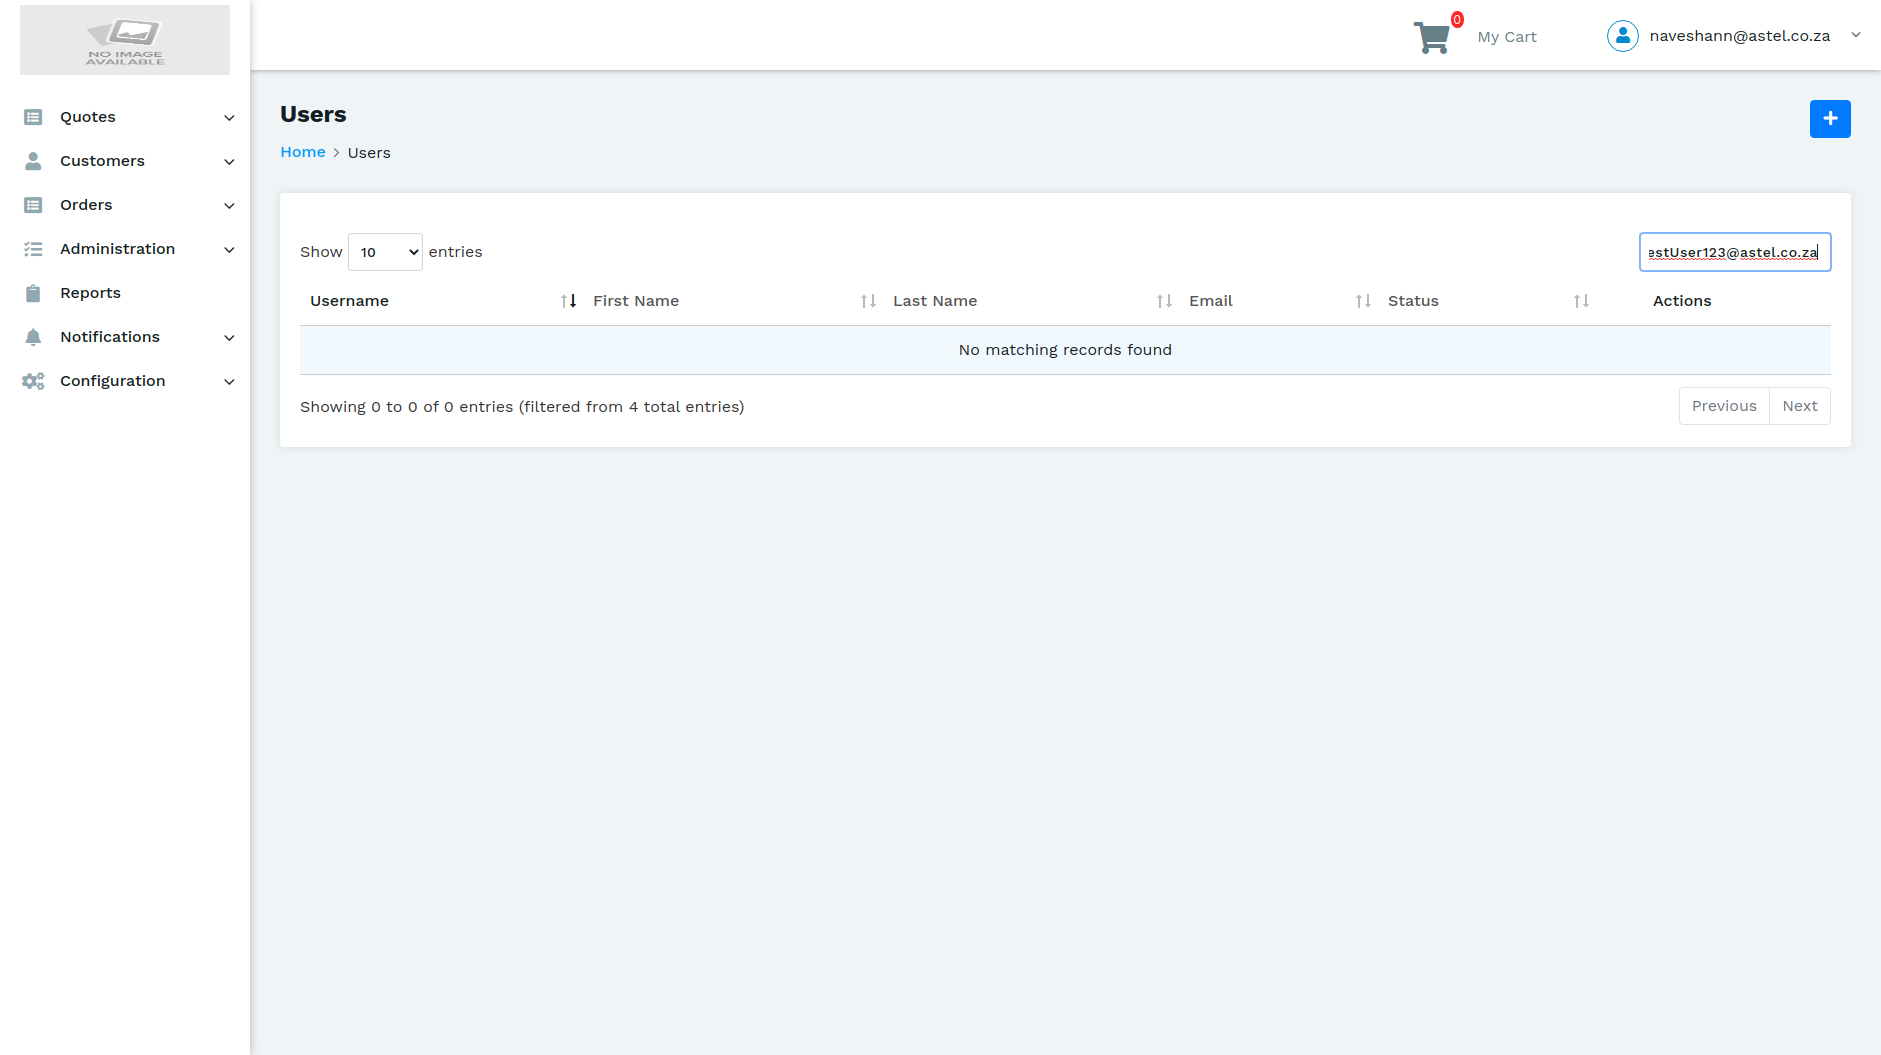 NO IMAGE
AVAILABLE
0
My Cart
naveshann@astel.co.za
Quotes
Customers
Orders
Administration
Reports
Notifications
Configuration
Users
+
Home > Users
Show 10 entries
estUser123@astel.co.za
Username First Name Last Name Email Status Actions
No matching records found
Showing 0 to 0 of 0 entries (filtered from 4 total entries)
Previous Next